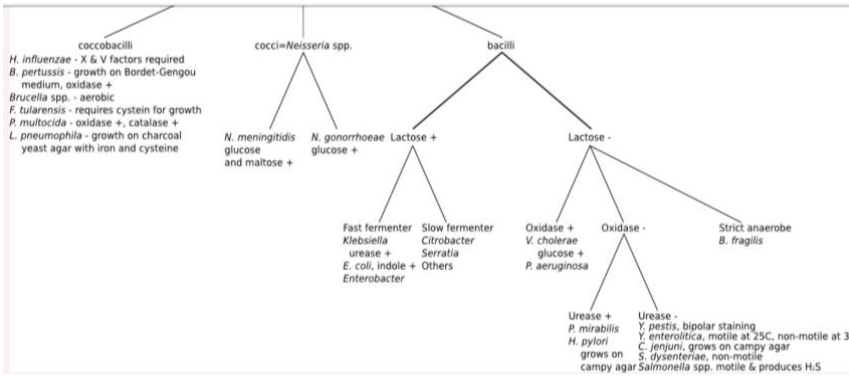 coccobacilli
H. influenzae - X & V factors required
B. pertussis - growth on Bordet-Gengou
medium, oxidase +
Brucella spp. - aerobic
F. tularensis - requires cystein for growth
P. multocida - oxidase +, catalase +
L. pneumophila - growth on charcoal
yeast agar with iron and cysteine
cocci=Neisseria spp.
N. meningitidis
glucose
and maltose +
N. gonorrhoeae
glucose +
bacilli
Lactose +
Fast fermenter
Klebsiella
urease +
E. coli, indole +
Enterobacter
Slow fermenter
Citrobacter
Serratia
Others
Lactose -
Oxidase +
V. cholerae
glucose +
P. aeruginosa
Oxidase -
Urease +
P. mirabilis
H. pylori
grows on
campy agar
Urease -
Y. pestis, bipolar staining
Y. enterolitica, motile at 25C, non-motile at 3
C. jenjuni, grows on campy agar
S. dysenteriae, non-motile
Salmonella spp. motile & produces H₂S
Strict anaerobe
B. fragilis